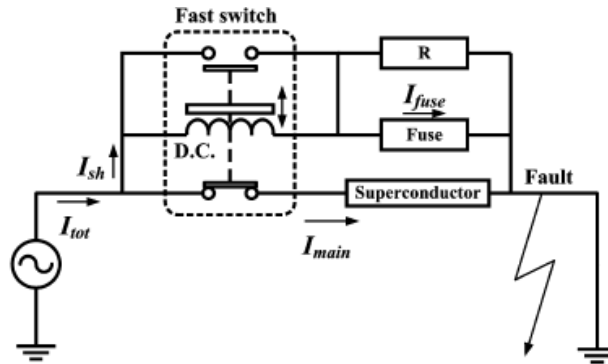 Fast switch
R
I_fuse
D.C.
Fuse
I_sh
Superconductor
Fault
I_tot
I_main